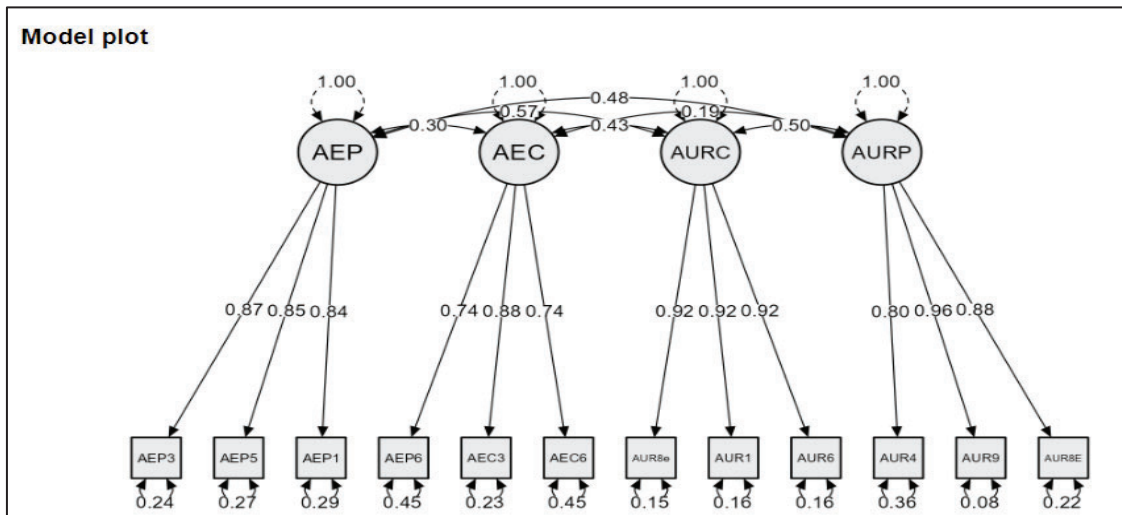 Model plot
1.00 1.00 1.00 1.00
0.48
0.57 0.19
0.30 0.43 0.50
AEP AEC AURC AURP
0.87 0.85 0.84 0.74 0.88 0.74 0.92 0.92 0.92 0.80 0.96 0.88
AEP3 AEP5 AEP1 AEP6 AEC3 AEC6 AUR8e AUR1 AUR6 AUR4 AUR9 AUR8E
0.24 0.27 0.29 0.45 0.23 0.45 0.15 0.16 0.16 0.36 0.08 0.22